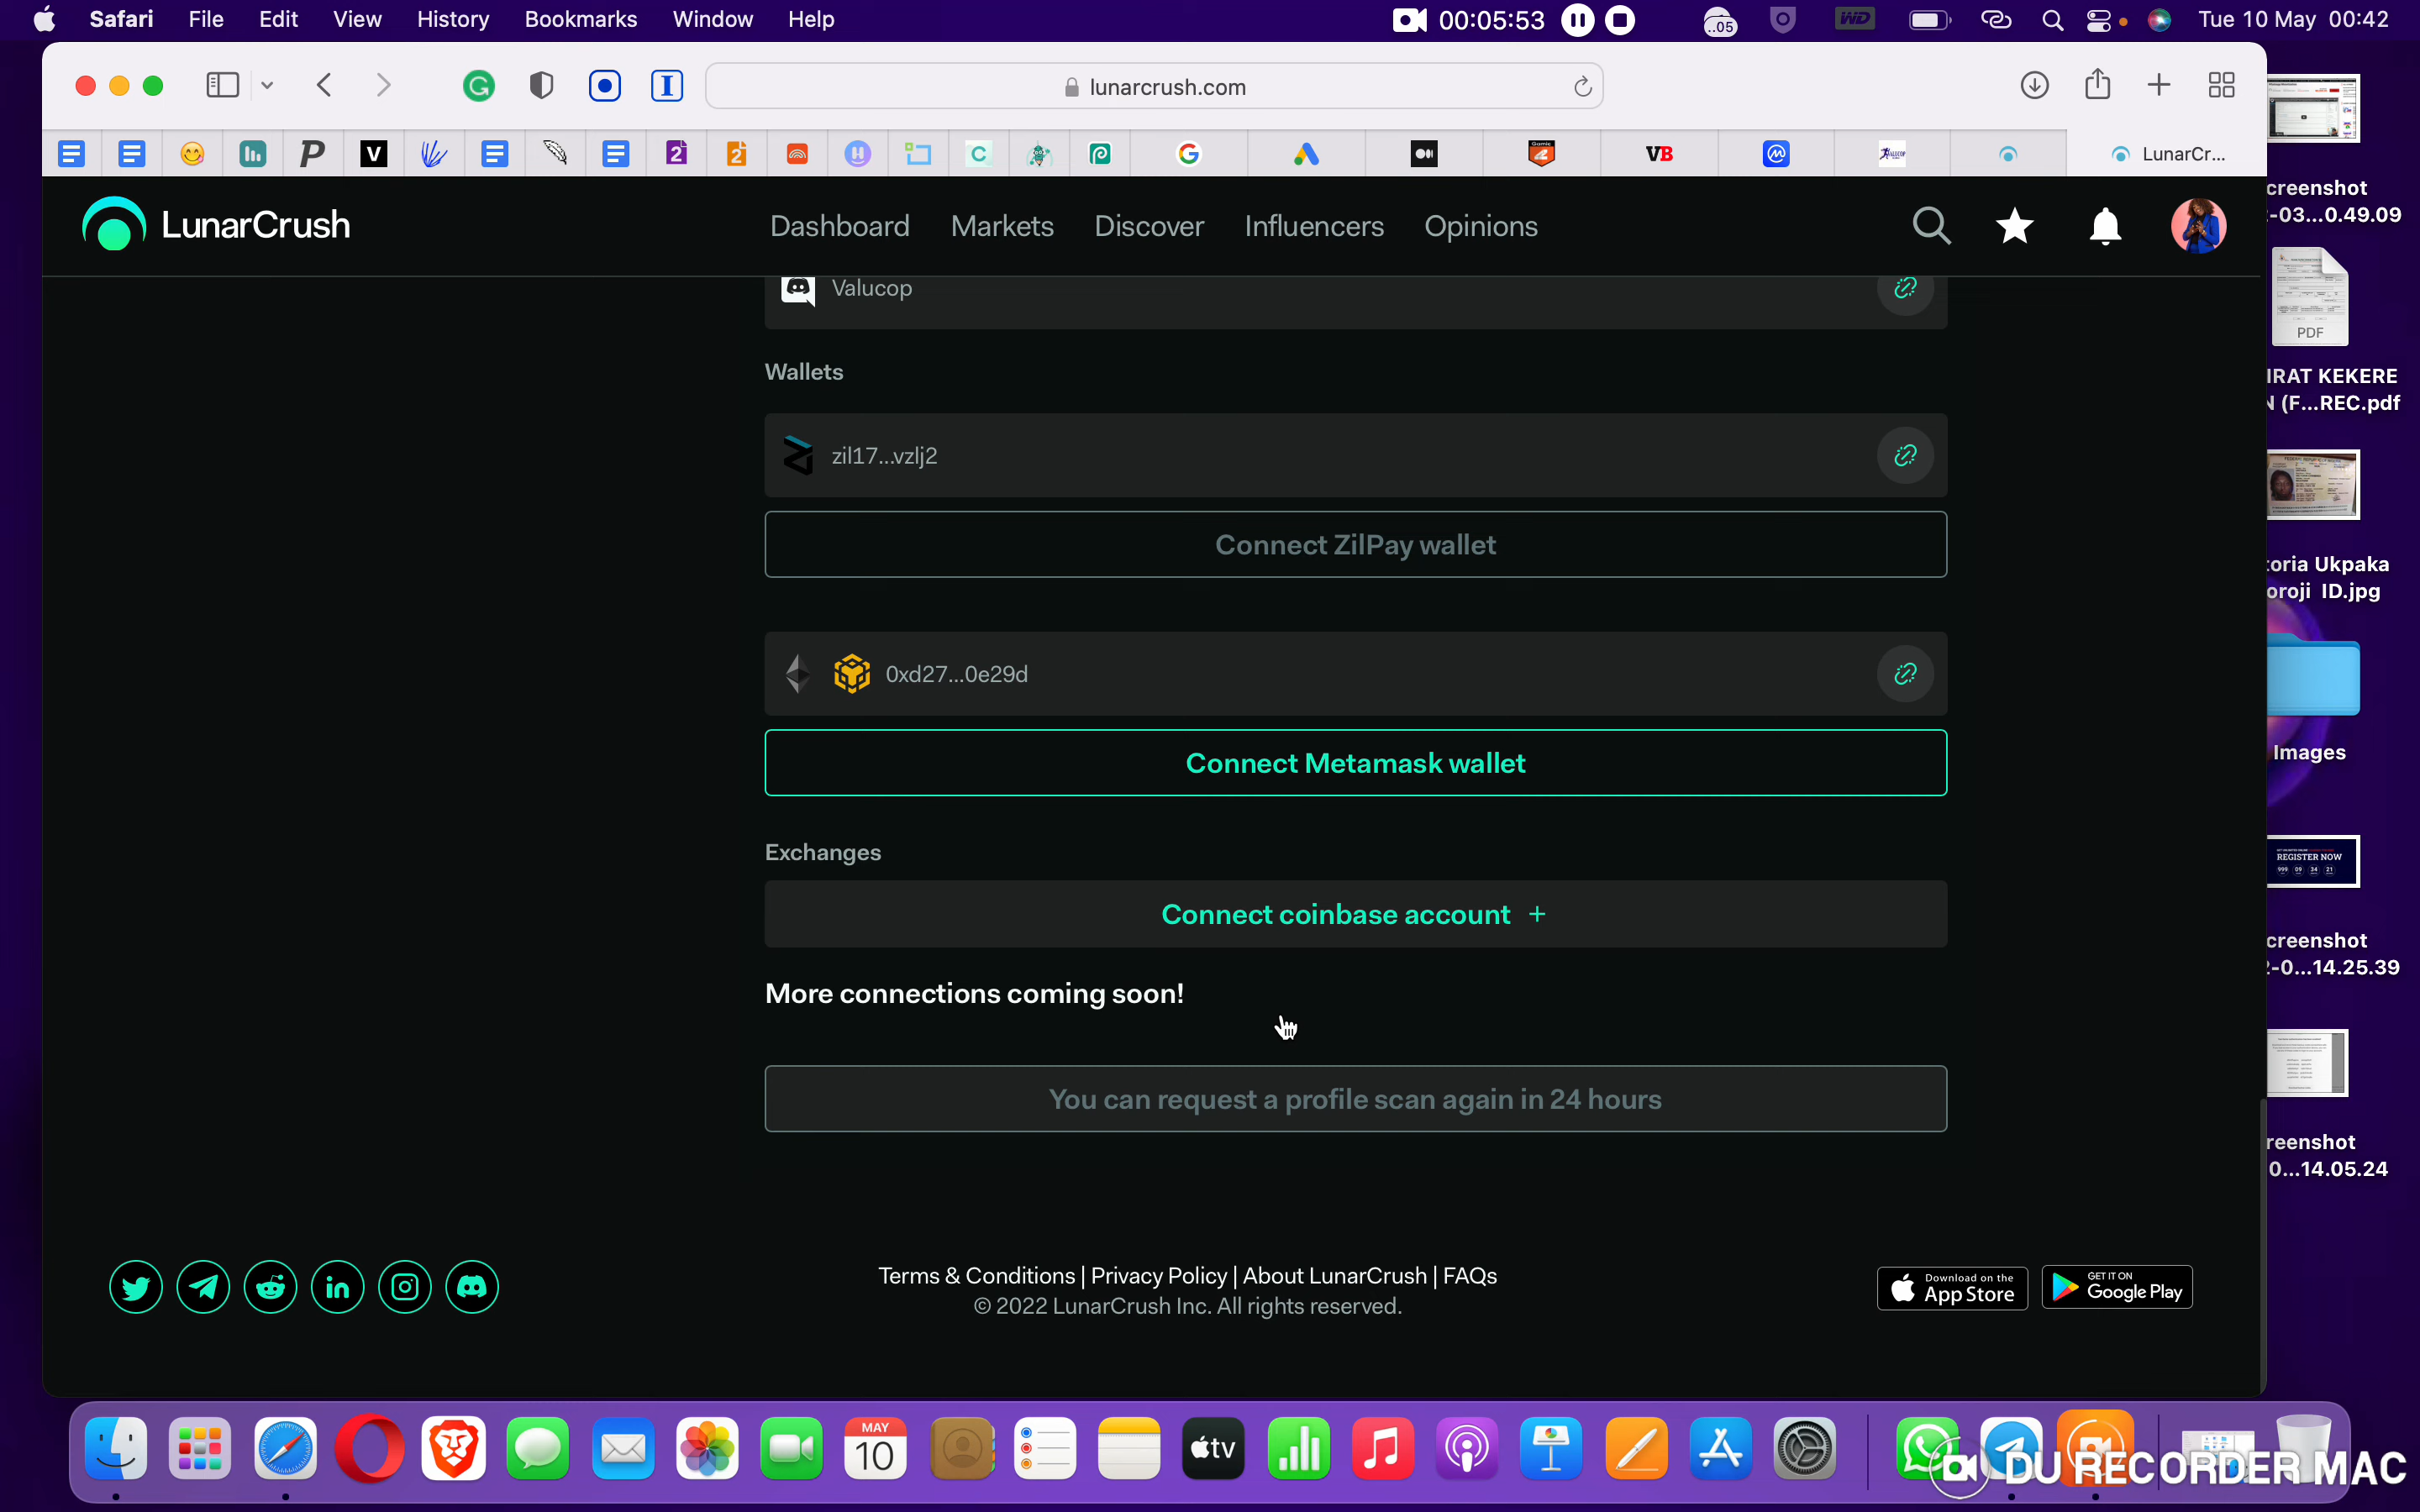 Safari File Edit View History Bookmarks Window Help 00:05:53 ..05 WD Tue 10 May 00:42
lunarcrush.com
LunarCr...
LunarCrush Dashboard Markets Discover Influencers Opinions
Valucop
Wallets
zil17...vzlj2
Connect ZilPay wallet
0xd27...0e29d
Connect Metamask wallet
Exchanges
Connect coinbase account +
More connections coming soon!
You can request a profile scan again in 24 hours
Terms & Conditions | Privacy Policy | About LunarCrush | FAQs
© 2022 LunarCrush Inc. All rights reserved.
Download on the
App Store
GET IT ON
Google Play
creenshot
-03...0.49.09
PDF
IRAT KEKERE
N (F...REC.pdf
toria Ukpaka
oroji ID.jpg
Images
REGISTER NOW
creenshot
-0...14.25.39
reenshot
0...14.05.24
MAY
10
tv
DU RECORDER MAC